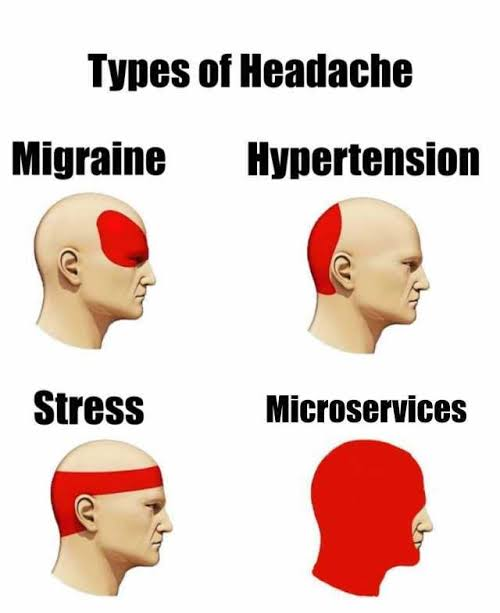 Types of Headache
Migraine
Hypertension
Stress
Microservices